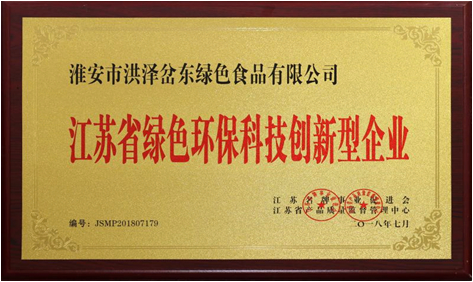 淮安市洪泽岔东绿色食品有限公司
江苏省绿色环保科技创新型企业
江苏名牌事业促进会
江苏省产品质量监督管理中心
编号：JSMP201807179
二〇一八年七月